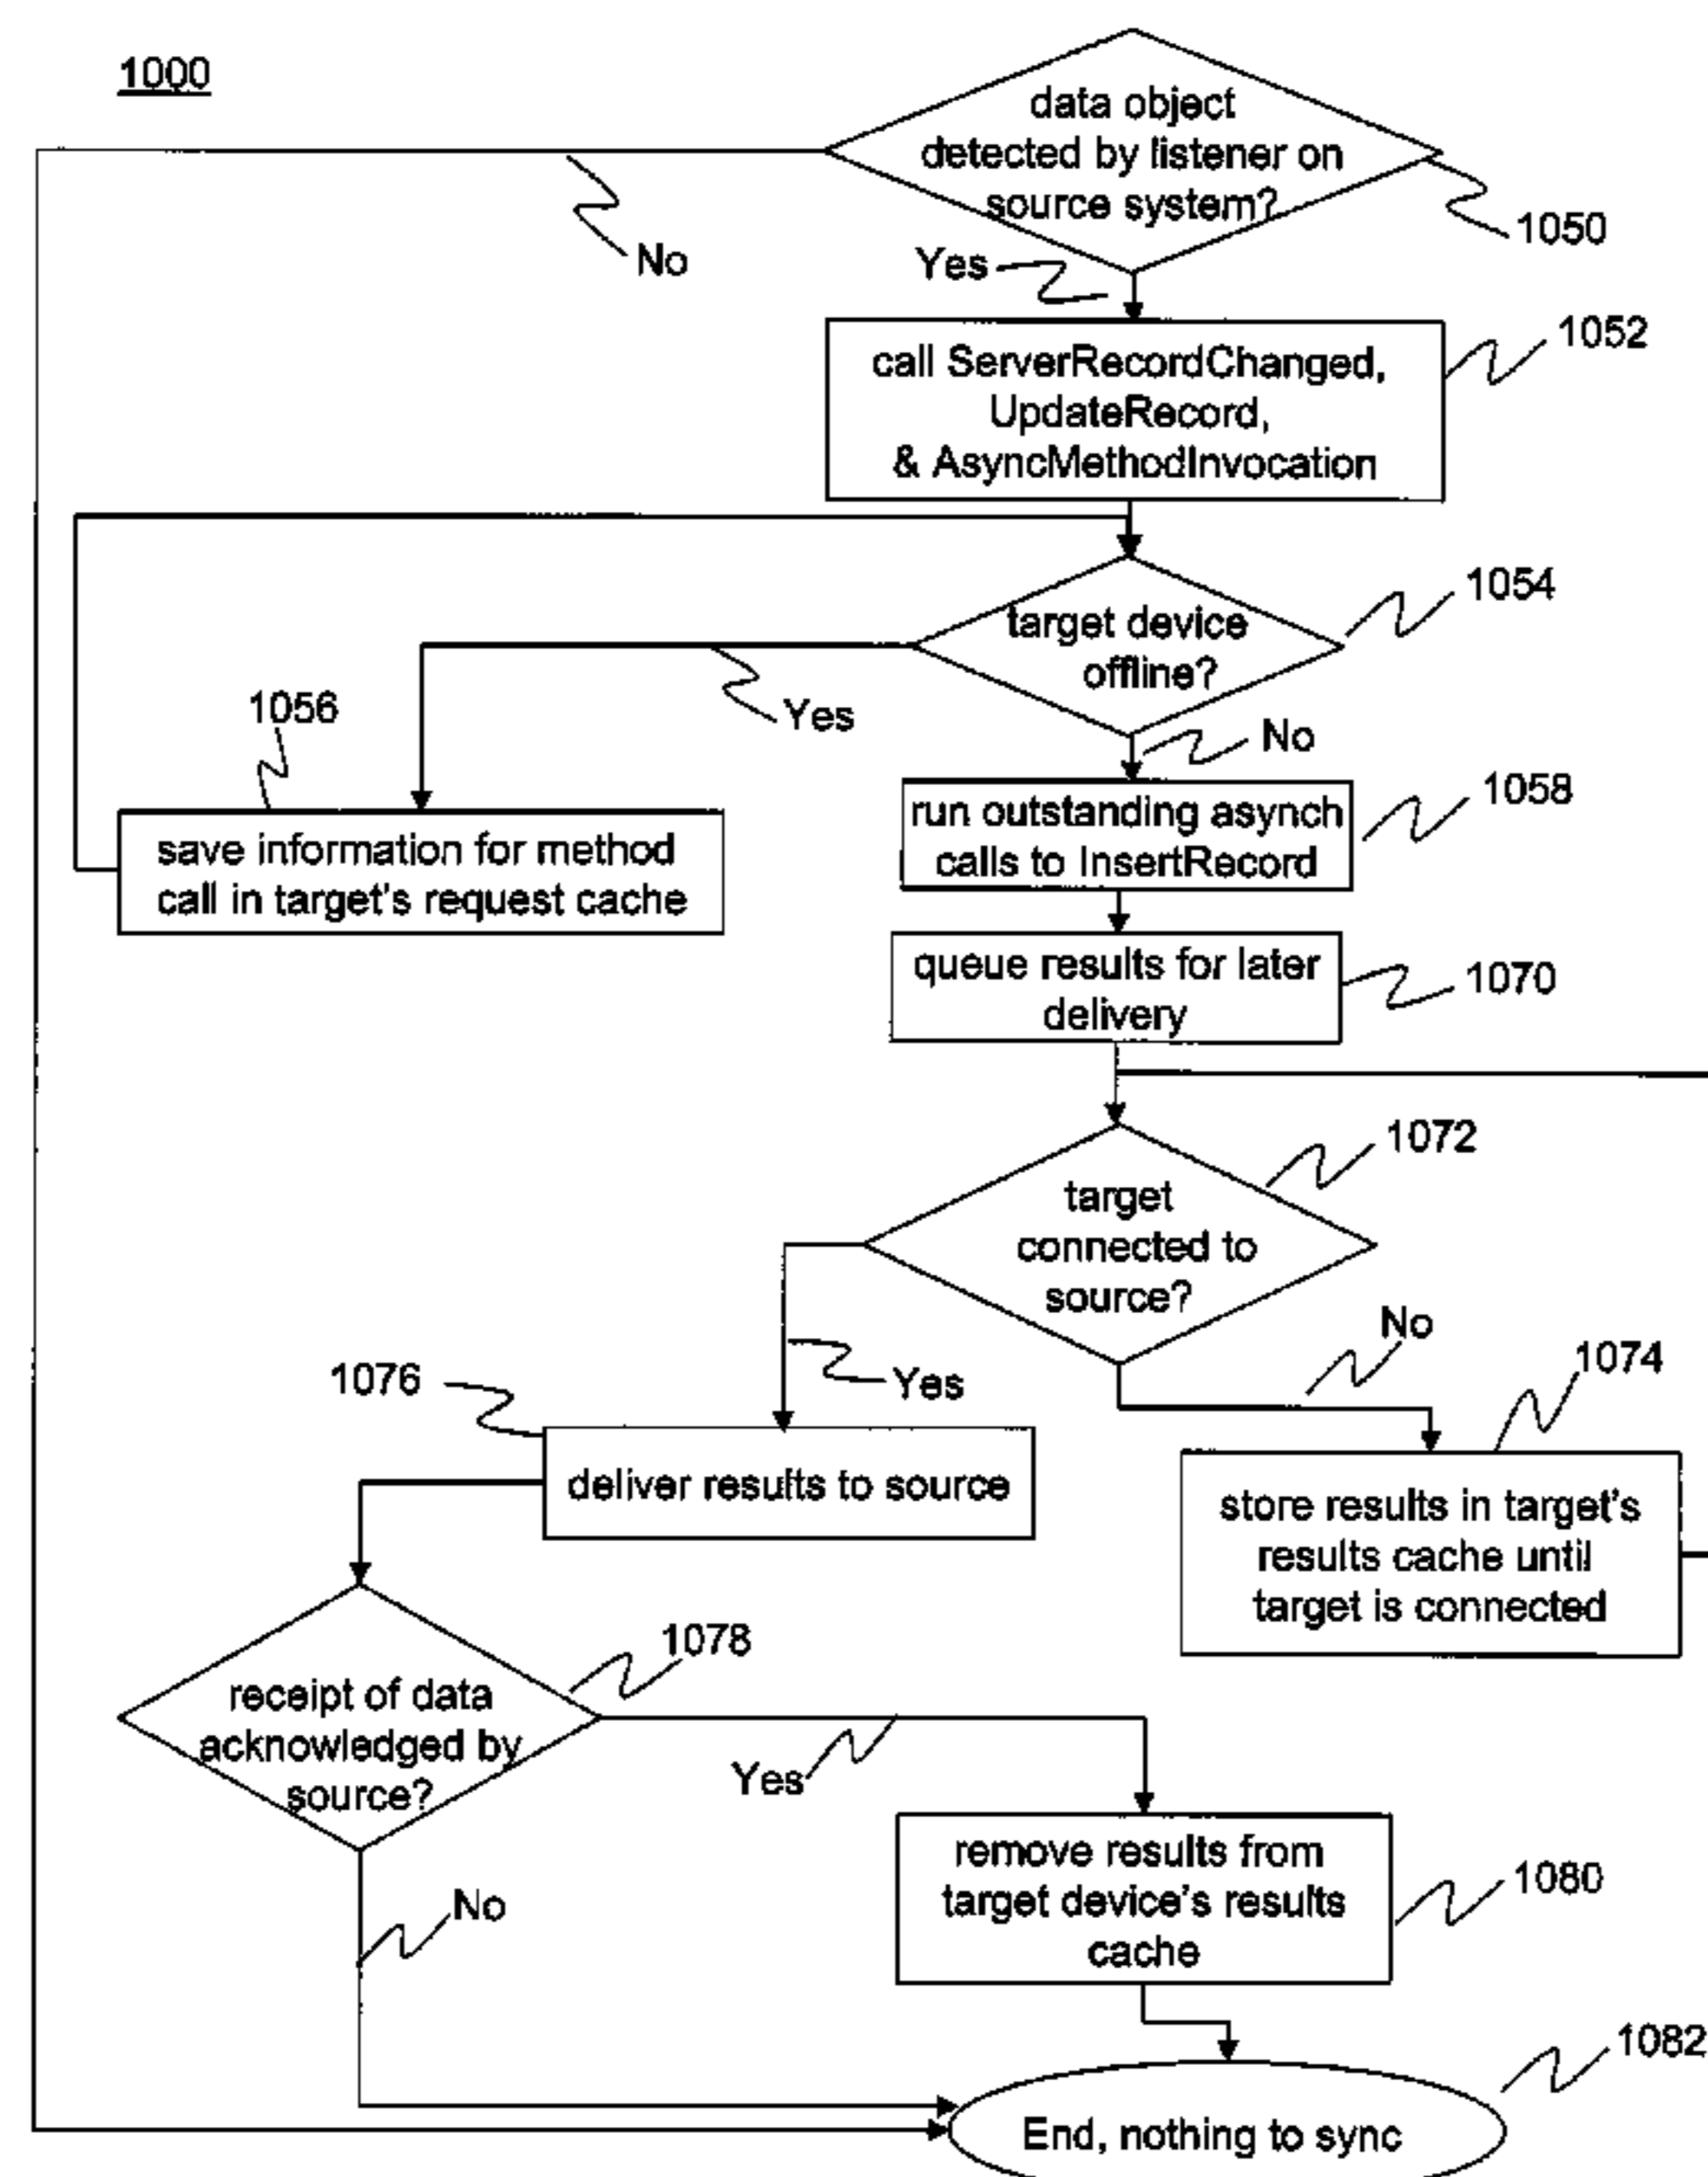 1000
data object
detected by listener on
source system?
1050
No
Yes
1052
call ServerRecordChanged,
UpdateRecord,
& AsyncMethodInvocation
1054
target device
offline?
Yes
No
1056
save information for method
call in target's request cache
1058
run outstanding asynch
calls to InsertRecord
queue results for later
delivery
1070
1072
target
connected to
source?
No
Yes
1074
1076
deliver results to source
store results in target's
results cache until
target is connected
1078
receipt of data
acknowledged by
source?
Yes
No
remove results from
target device's results
cache
1080
1082
End, nothing to sync